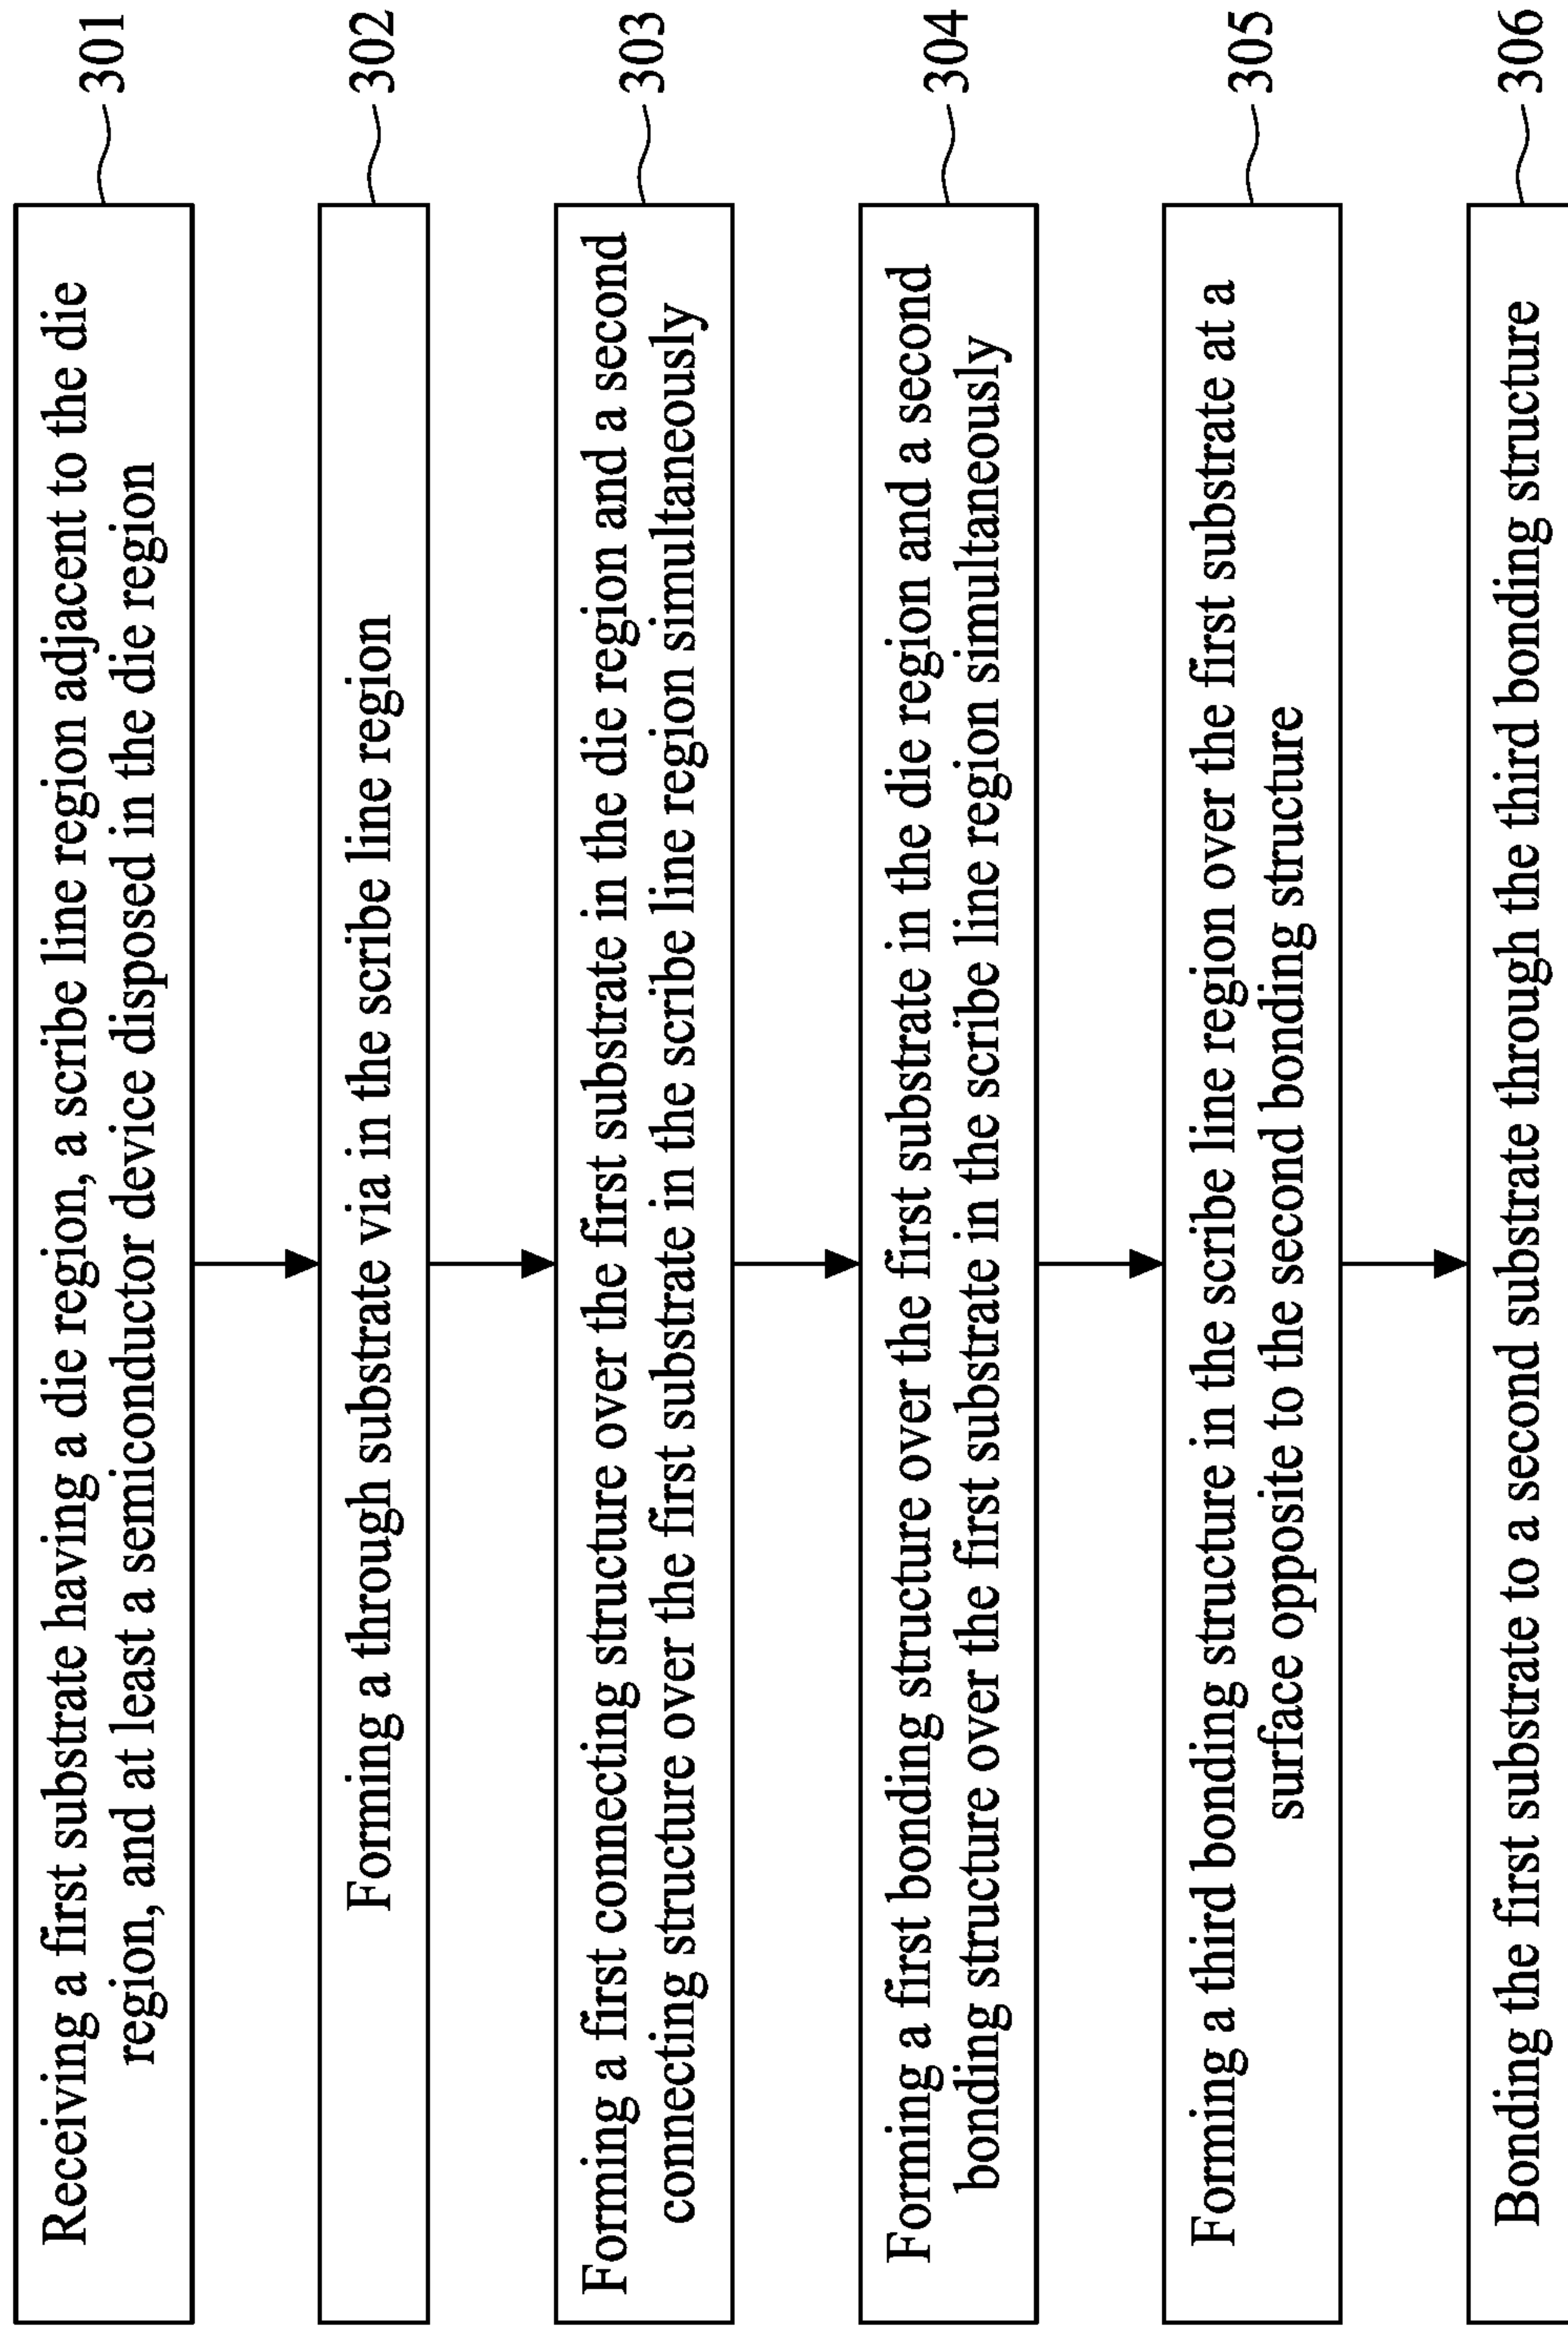 Receiving a first substrate having a die region, a scribe line region adjacent to the die
region, and at least a semiconductor device disposed in the die region
301
Forming a through substrate via in the scribe line region
302
Forming a first connecting structure over the first substrate in the die region and a second
connecting structure over the first substrate in the scribe line region simultaneously
303
Forming a first bonding structure over the first substrate in the die region and a second
bonding structure over the first substrate in the scribe line region simultaneously
304
Forming a third bonding structure in the scribe line region over the first substrate at a
surface opposite to the second bonding structure
305
Bonding the first substrate to a second substrate through the third bonding structure
306